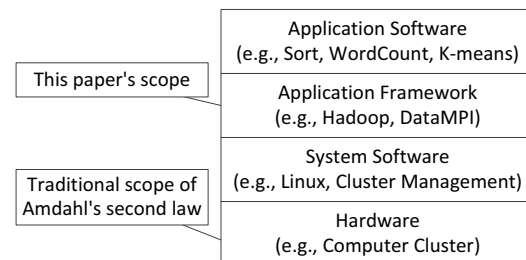 Application Software
(e.g., Sort, WordCount, K-means)
This paper's scope
Application Framework
(e.g., Hadoop, DataMPI)
System Software
(e.g., Linux, Cluster Management)
Traditional scope of
Amdahl's second law
Hardware
(e.g., Computer Cluster)